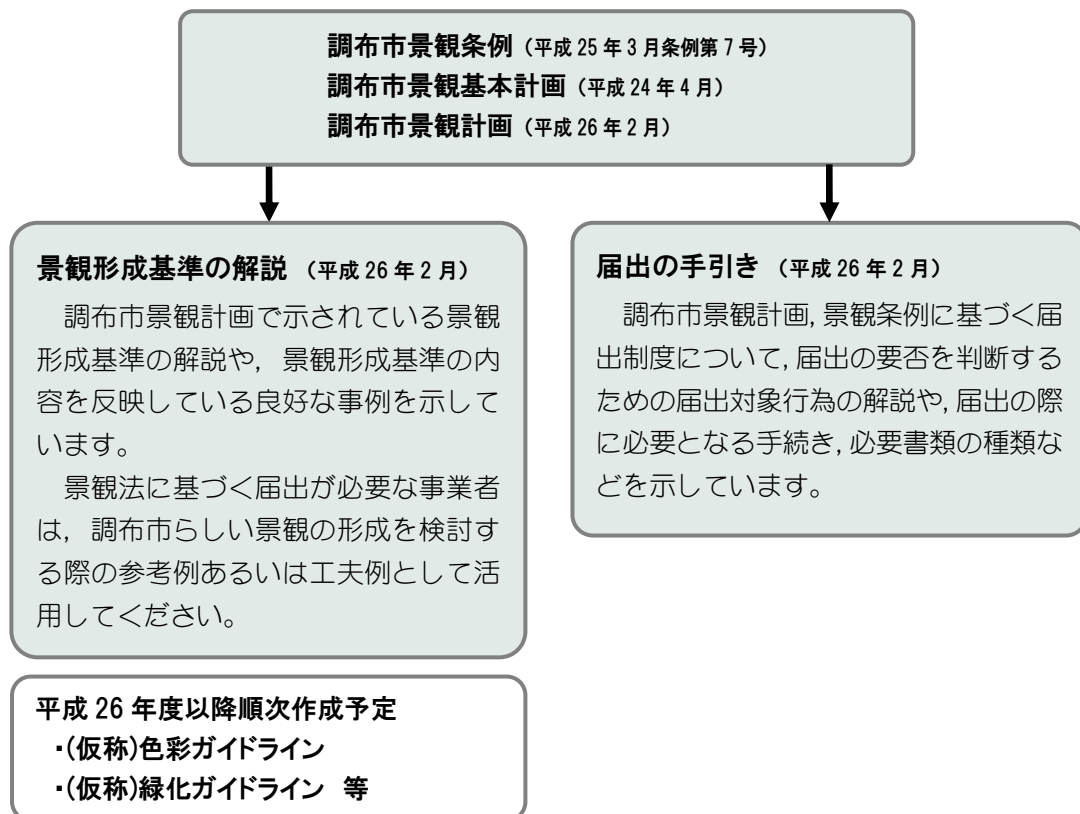 調布市景観条例（平成25年3月条例第7号）
調布市景観基本計画（平成24年4月）
調布市景観計画（平成26年2月）
景観形成基準の解説　（平成26年2月）
　調布市景観計画で示されている景観
形成基準の解説や，景観形成基準の内
容を反映している良好な事例を示して
います。
　景観法に基づく届出が必要な事業者
は，調布市らしい景観の形成を検討す
る際の参考例あるいは工夫例として活
用してください。
届出の手引き　（平成26年2月）
　調布市景観計画，景観条例に基づく届
出制度について，届出の要否を判断する
ための届出対象行為の解説や，届出の際
に必要となる手続き，必要書類の種類な
どを示しています。
平成26年度以降順次作成予定
・(仮称)色彩ガイドライン
・(仮称)緑化ガイドライン　等